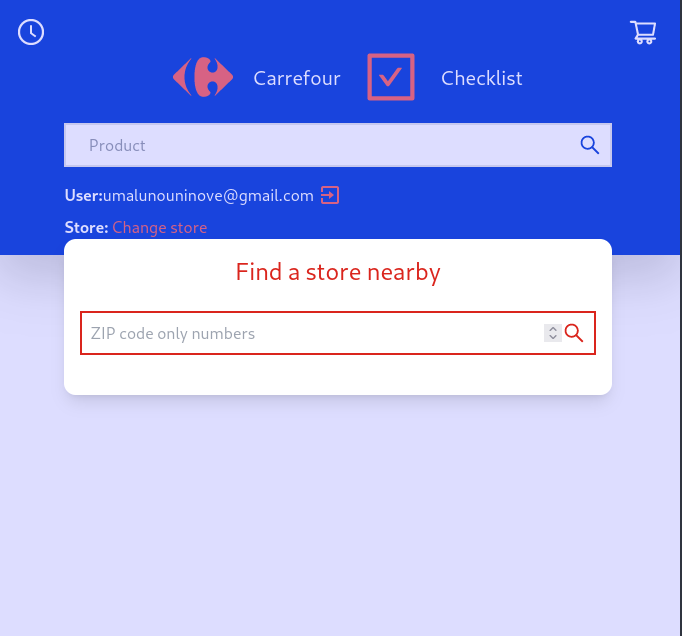 Carrefour Checklist
Product
User:umalunouninove@gmail.com
Store: Change store
Find a store nearby
ZIP code only numbers